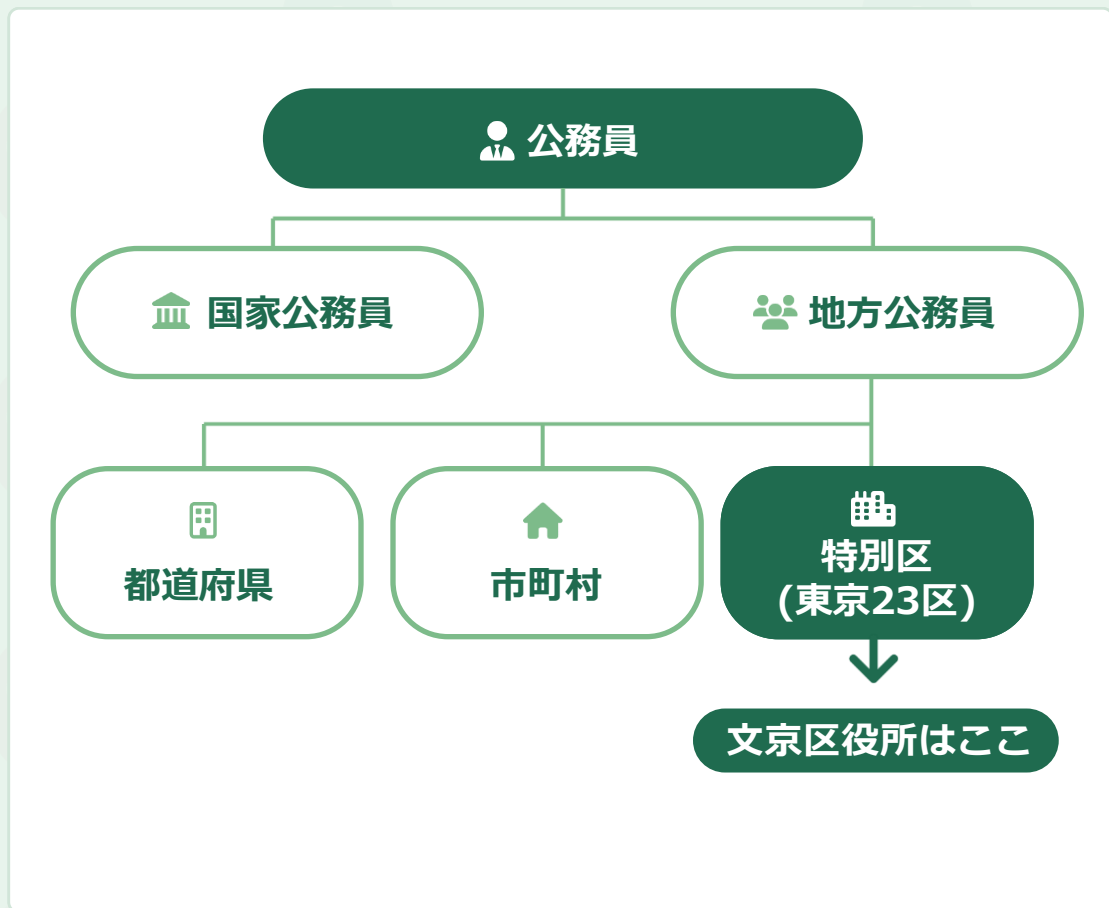 公務員
国家公務員
地方公務員
都道府県
市町村
特別区
(東京23区)
文京区役所はここ